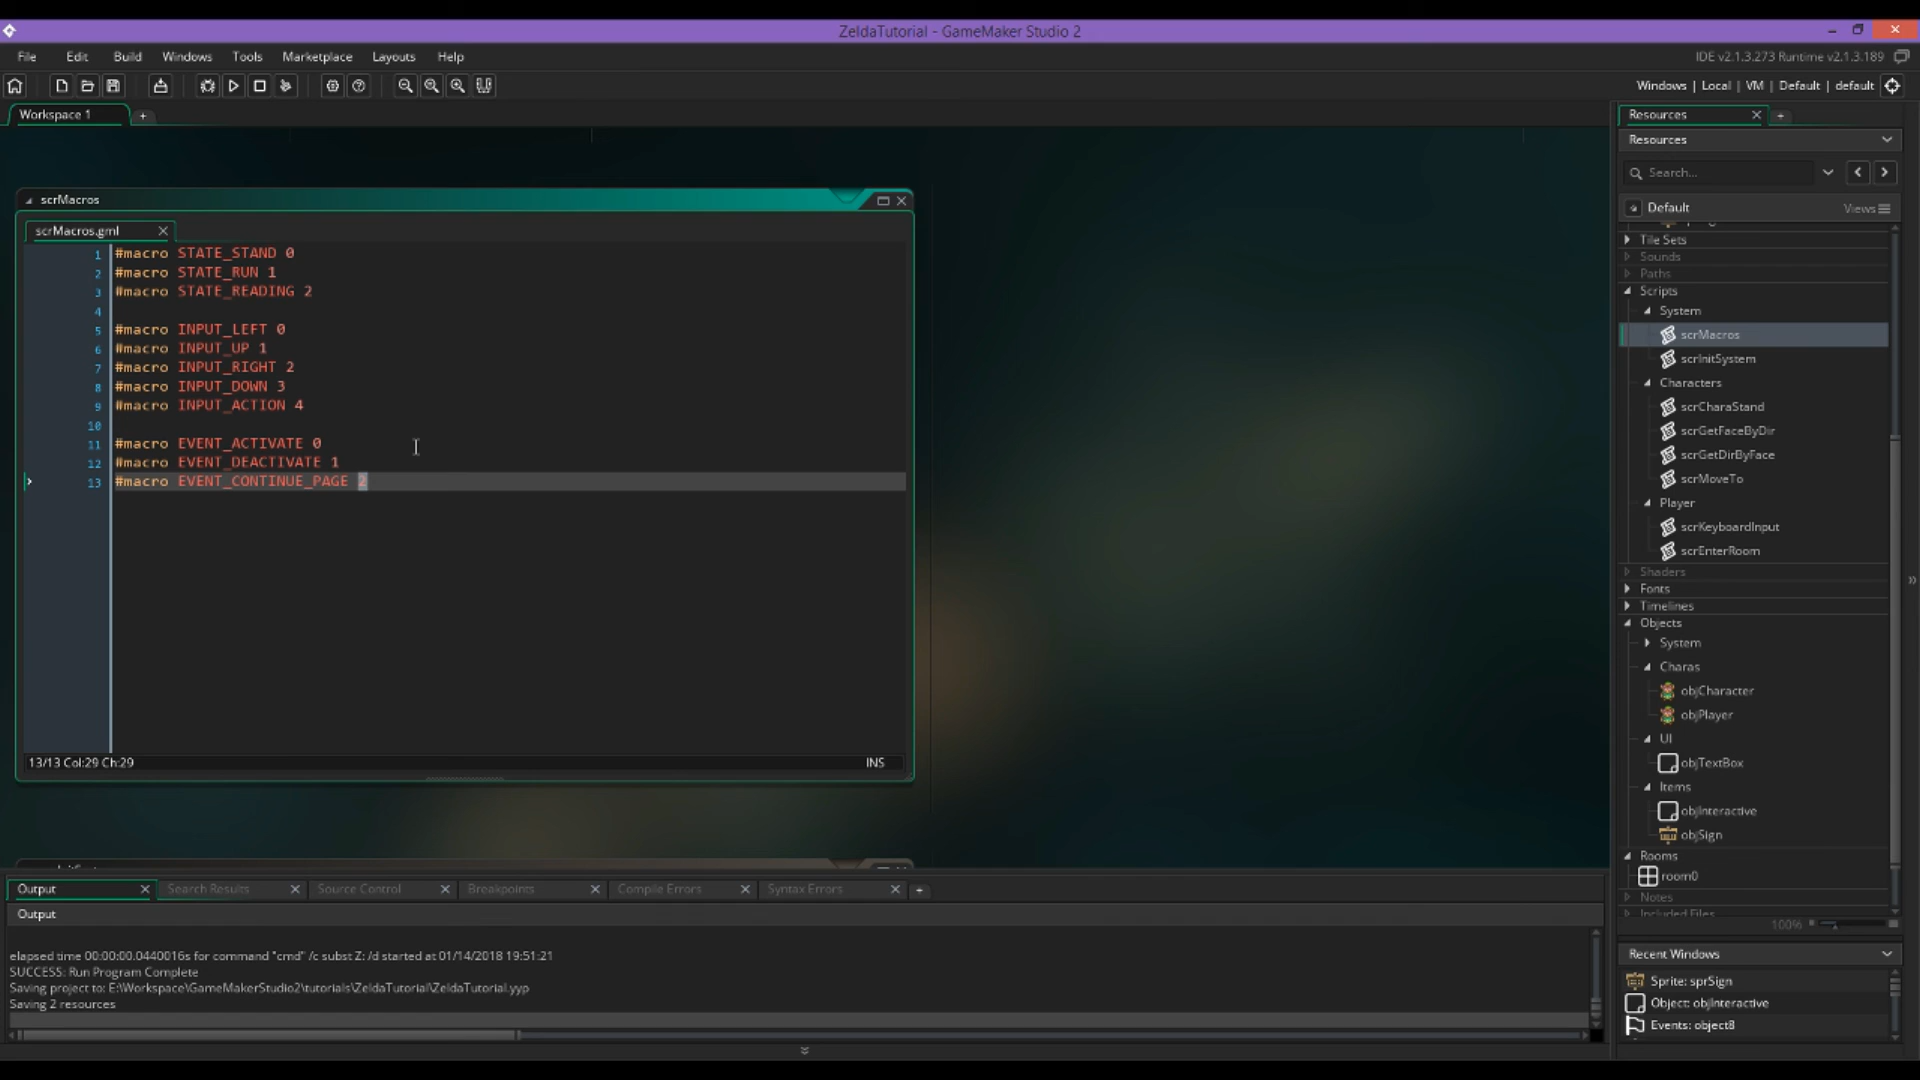 ZeldaTutorial - GameMaker Studio 2
File Edit Build Windows Tools Marketplace Layouts Help
IDE v2.1.3.273 Runtime v2.1.3.189
Windows | Local | VM | Default | default
Workspace 1
Resources
Resources
Search...
Default
Views
Tile Sets
Sounds
Paths
Scripts
System
scrMacros
scrInitSystem
Characters
scrCharaStand
scrGetFaceByDir
scrGetDirByFace
scrMoveTo
Player
scrKeyboardInput
scrEnterRoom
Shaders
Fonts
Timelines
Objects
System
Charas
objCharacter
objPlayer
UI
objTextBox
Items
objInteractive
objSign
Rooms
room0
Notes
Included Files
100%
Recent Windows
Sprite: sprSign
Object: objInteractive
Events: object8
scrMacros
scrMacros.gml
1 #macro STATE_STAND 0
2 #macro STATE_RUN 1
3 #macro STATE_READING 2
4
5 #macro INPUT_LEFT 0
6 #macro INPUT_UP 1
7 #macro INPUT_RIGHT 2
8 #macro INPUT_DOWN 3
9 #macro INPUT_ACTION 4
10
11 #macro EVENT_ACTIVATE 0
12 #macro EVENT_DEACTIVATE 1
13 #macro EVENT_CONTINUE_PAGE 2
13/13 Col:29 Ch:29
INS
Output Search Results Source Control Breakpoints Compile Errors Syntax Errors
Output
elapsed time 00:00:00.0440016s for command "cmd" /c subst Z: /d started at 01/14/2018 19:51:21
SUCCESS: Run Program Complete
Saving project to: E:\Workspace\GameMakerStudio2\tutorials\ZeldaTutorial\ZeldaTutorial.yyp
Saving 2 resources